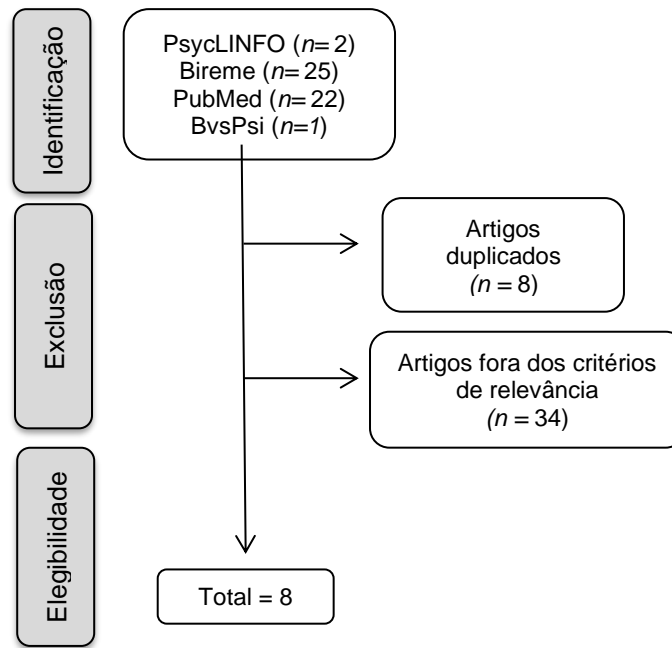 Identificação
PsycLINFO (n= 2)
Bireme (n= 25)
PubMed (n= 22)
BvsPsi (n=1)
Exclusão
Artigos
duplicados
(n = 8)
Artigos fora dos critérios
de relevância
(n = 34)
Elegibilidade
Total = 8